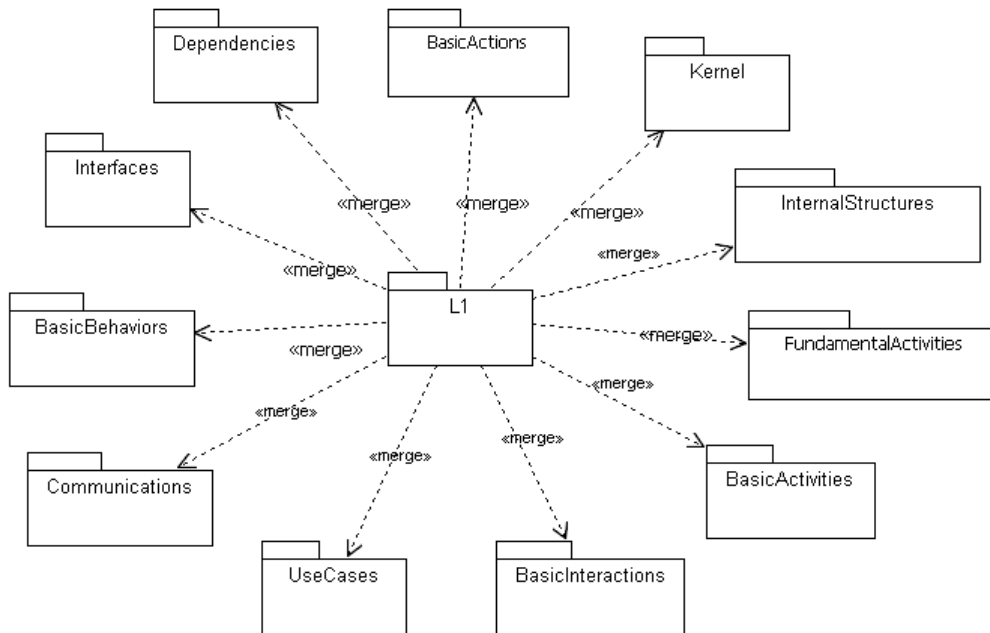 Dependencies
BasicActions
Kernel
Interfaces
InternalStructures
«merge»
«merge»
«merge»
«merge»
«merge»
L1
BasicBehaviors
«merge»
«merge»
FundamentalActivities
«merge»
«merge»
«merge»
«merge»
Communications
BasicActivities
UseCases
BasicInteractions